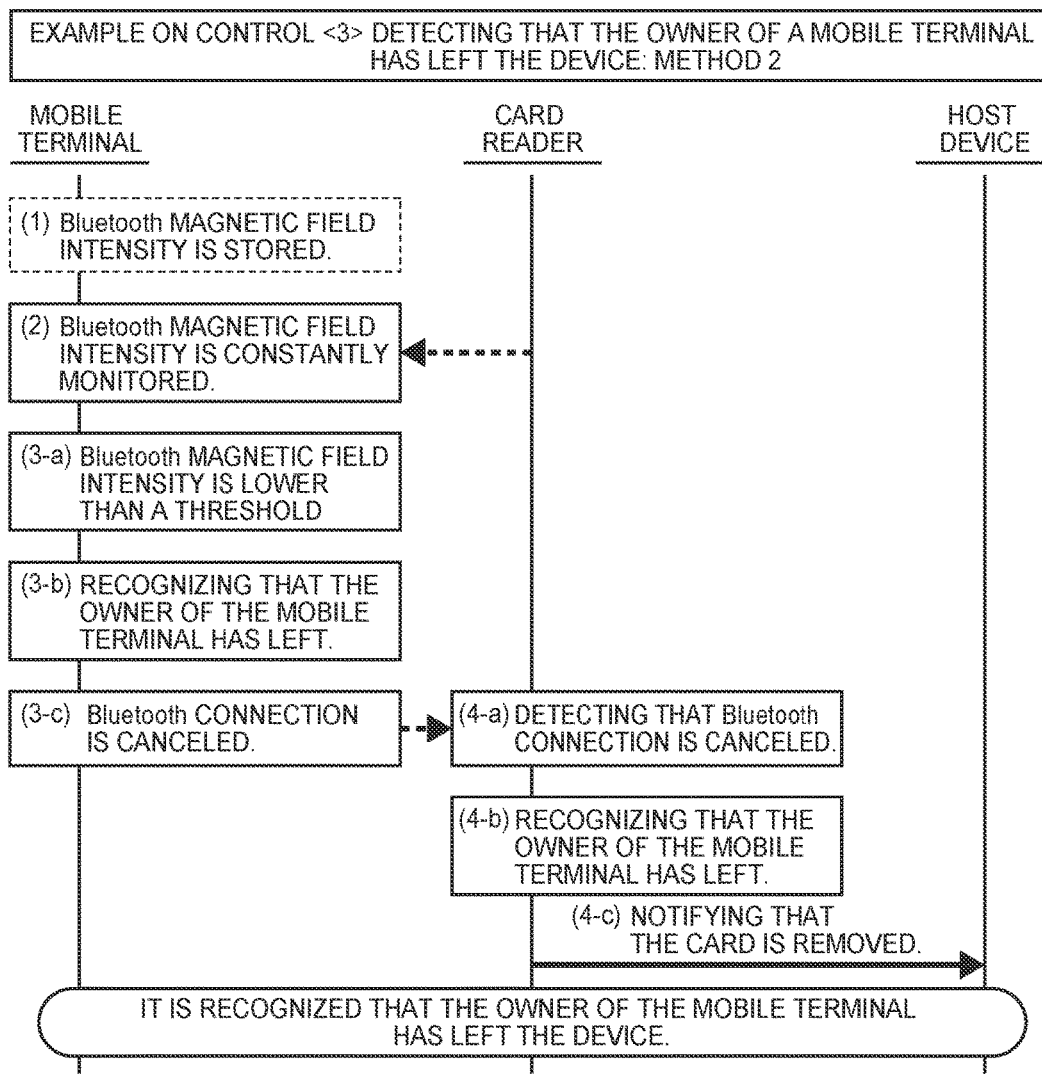 EXAMPLE ON CONTROL <3> DETECTING THAT THE OWNER OF A MOBILE TERMINAL
HAS LEFT THE DEVICE: METHOD 2
MOBILE
TERMINAL
CARD
READER
HOST
DEVICE
(1) Bluetooth MAGNETIC FIELD
INTENSITY IS STORED.
(2) Bluetooth MAGNETIC FIELD
INTENSITY IS CONSTANTLY
MONITORED.
(3-a) Bluetooth MAGNETIC FIELD
INTENSITY IS LOWER
THAN A THRESHOLD
(3-b) RECOGNIZING THAT THE
OWNER OF THE MOBILE
TERMINAL HAS LEFT.
(3-c) Bluetooth CONNECTION
IS CANCELED.
(4-a) DETECTING THAT Bluetooth
CONNECTION IS CANCELED.
(4-b) RECOGNIZING THAT THE
OWNER OF THE MOBILE
TERMINAL HAS LEFT.
(4-c) NOTIFYING THAT
THE CARD IS REMOVED.
IT IS RECOGNIZED THAT THE OWNER OF THE MOBILE TERMINAL
HAS LEFT THE DEVICE.